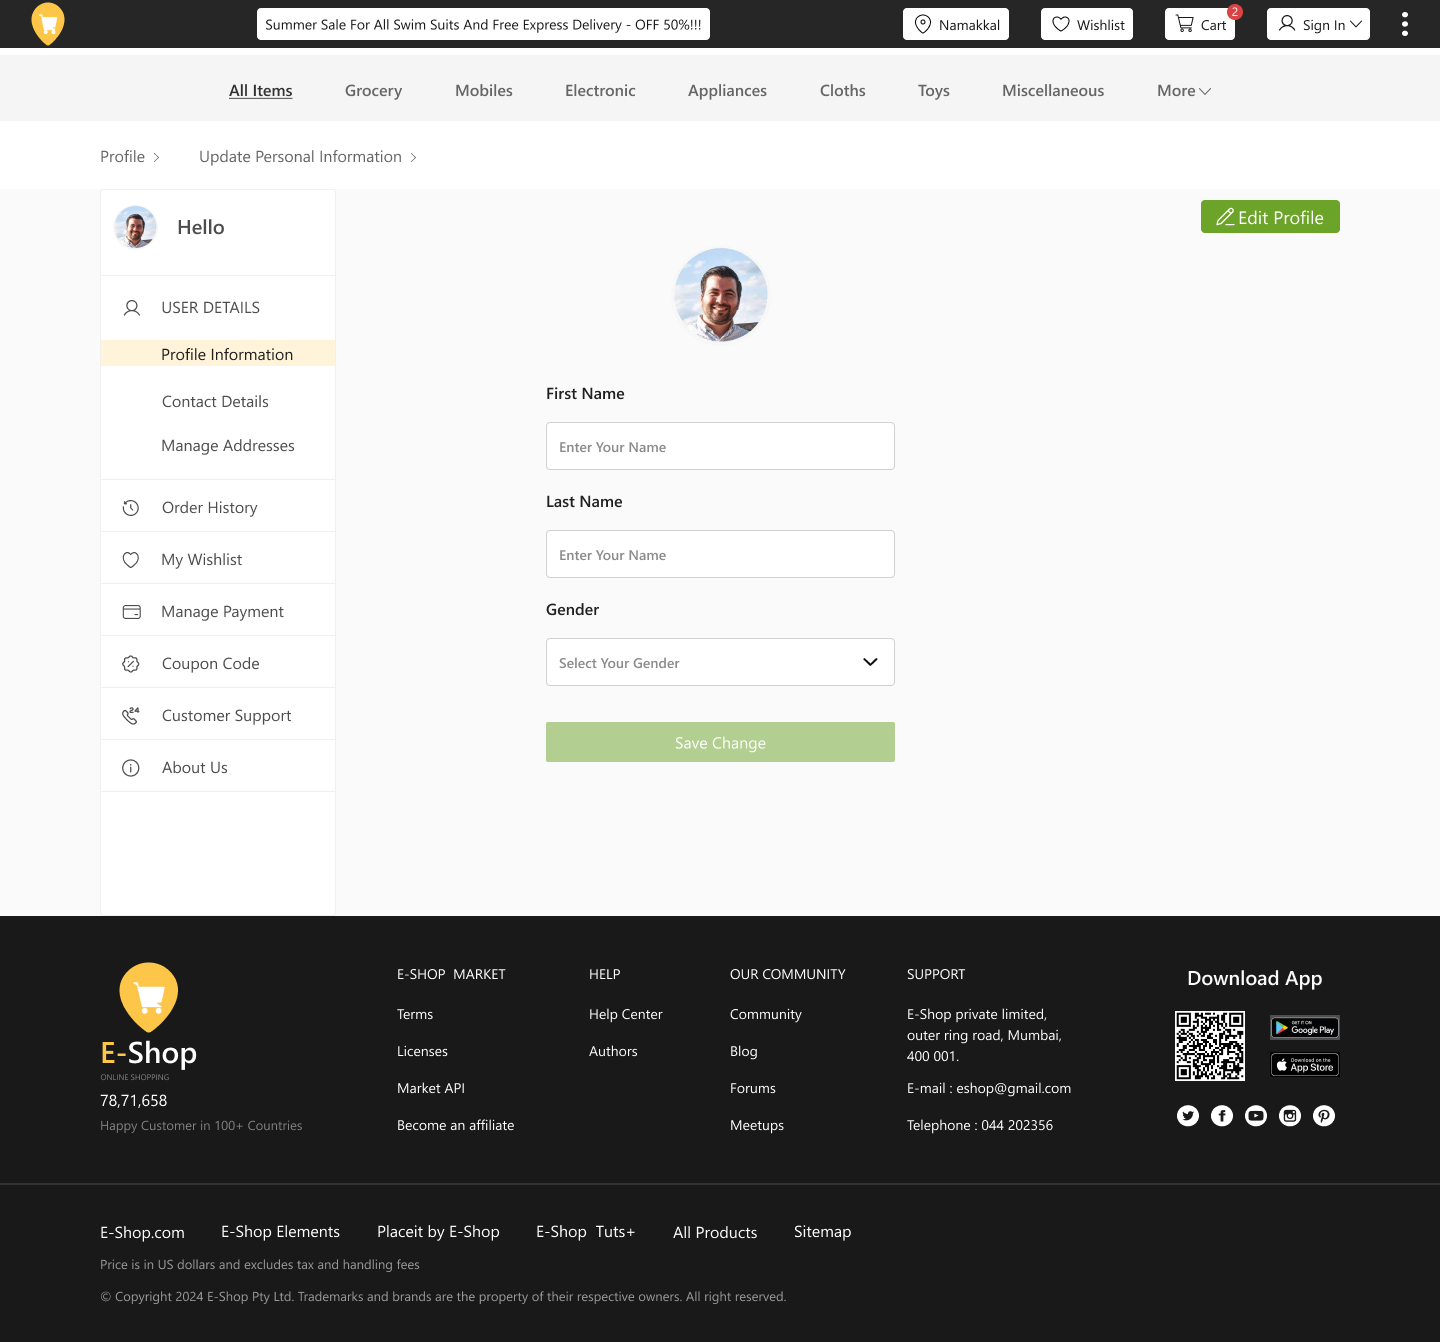 Summer Sale For All Swim Suits And Free Express Delivery - OFF 50%!!!
Namakkal
Wishlist
Cart
2
Sign In
All Items
Grocery
Mobiles
Electronic
Appliances
Cloths
Toys
Miscellaneous
More
Profile
Update Personal Information
Hello
Edit Profile
USER DETAILS
Profile Information
Contact Details
Manage Addresses
Order History
My Wishlist
Manage Payment
Coupon Code
24
Customer Support
About Us
First Name
Enter Your Name
Last Name
Enter Your Name
Gender
Select Your Gender
Save Change
E-Shop
ONLINE SHOPPING
78,71,658
Happy Customer in 100+ Countries
E-SHOP  MARKET
Terms
Licenses
Market API
Become an affiliate
HELP
Help Center
Authors
OUR COMMUNITY
Community
Blog
Forums
Meetups
SUPPORT
E-Shop private limited,
outer ring road, Mumbai,
400 001.
E-mail : eshop@gmail.com
Telephone : 044 202356
Download App
GET IT ON
Google Play
Download on the
App Store
E-Shop.com
E-Shop Elements
Placeit by E-Shop
E-Shop  Tuts+
All Products
Sitemap
Price is in US dollars and excludes tax and handling fees
© Copyright 2024 E-Shop Pty Ltd. Trademarks and brands are the property of their respective owners. All right reserved.